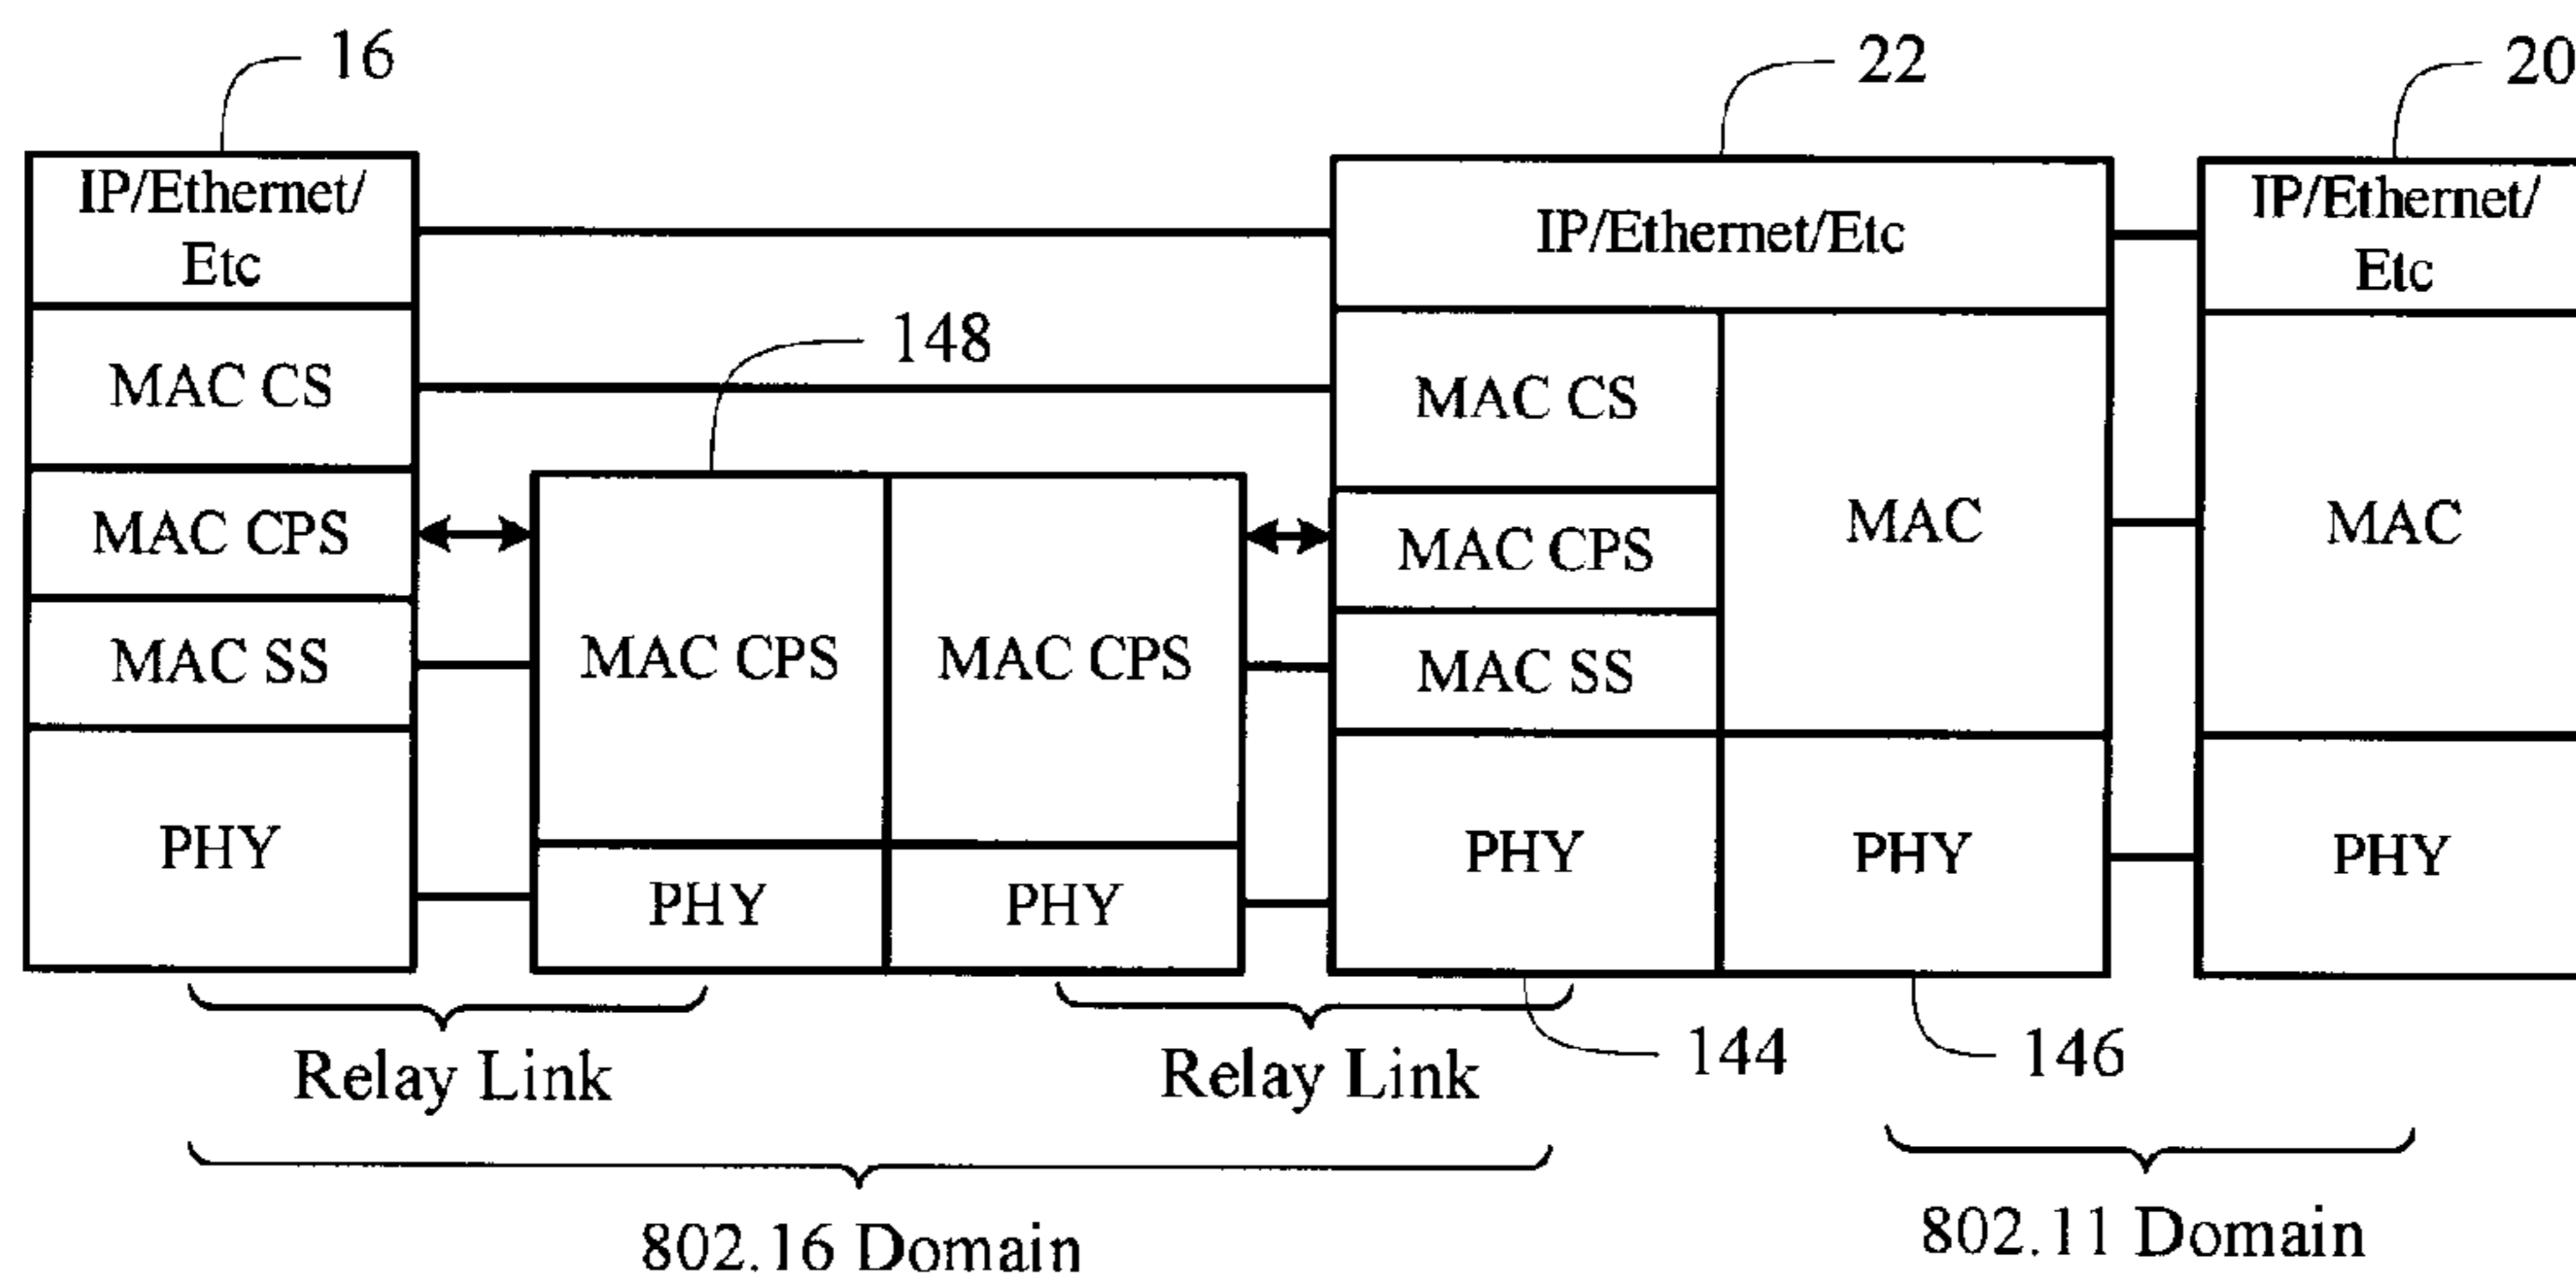 16
22
20
IP/Ethernet/
Etc
IP/Ethernet/Etc
IP/Ethernet/
Etc
148
MAC CS
MAC CS
MAC CPS
MAC
MAC
MAC CPS
MAC SS
MAC CPS
MAC CPS
MAC SS
PHY
PHY
PHY
PHY
PHY
PHY
144
146
Relay Link
Relay Link
802.16 Domain
802.11 Domain